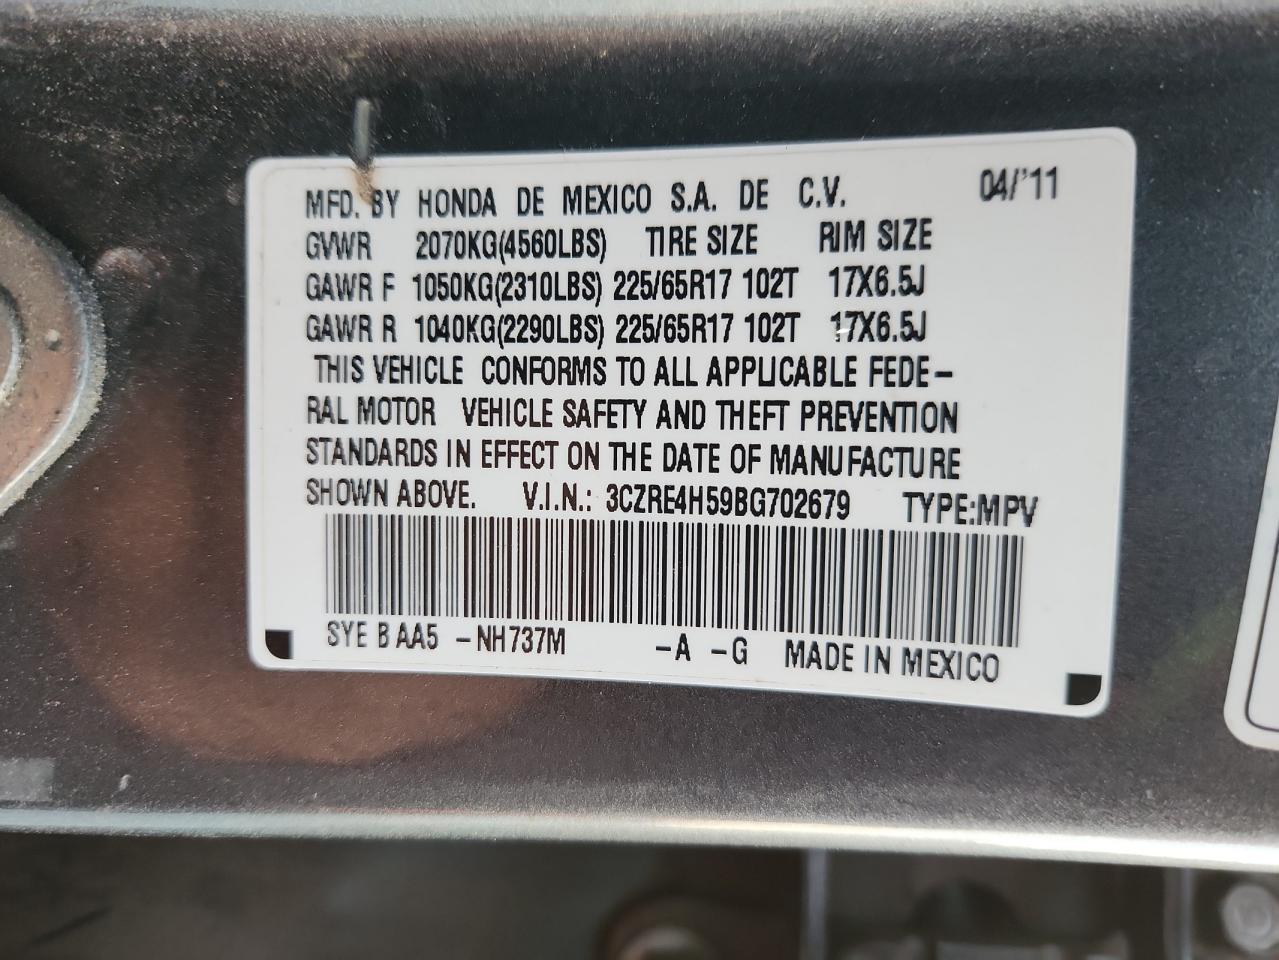 MFD. BY HONDA DE MEXICO S.A. DE C.V. 04/'11
GVWR 2070KG(4560LBS) TIRE SIZE RIM SIZE
GAWR F 1050KG(2310LBS) 225/65R17 102T 17X6.5J
GAWR R 1040KG(2290LBS) 225/65R17 102T 17X6.5J
THIS VEHICLE CONFORMS TO ALL APPLICABLE FEDE-
RAL MOTOR VEHICLE SAFETY AND THEFT PREVENTION
STANDARDS IN EFFECT ON THE DATE OF MANUFACTURE
SHOWN ABOVE. V.I.N.: 3CZRE4H59BG702679 TYPE:MPV
SYE B AA5 -NH737M -A -G MADE IN MEXICO